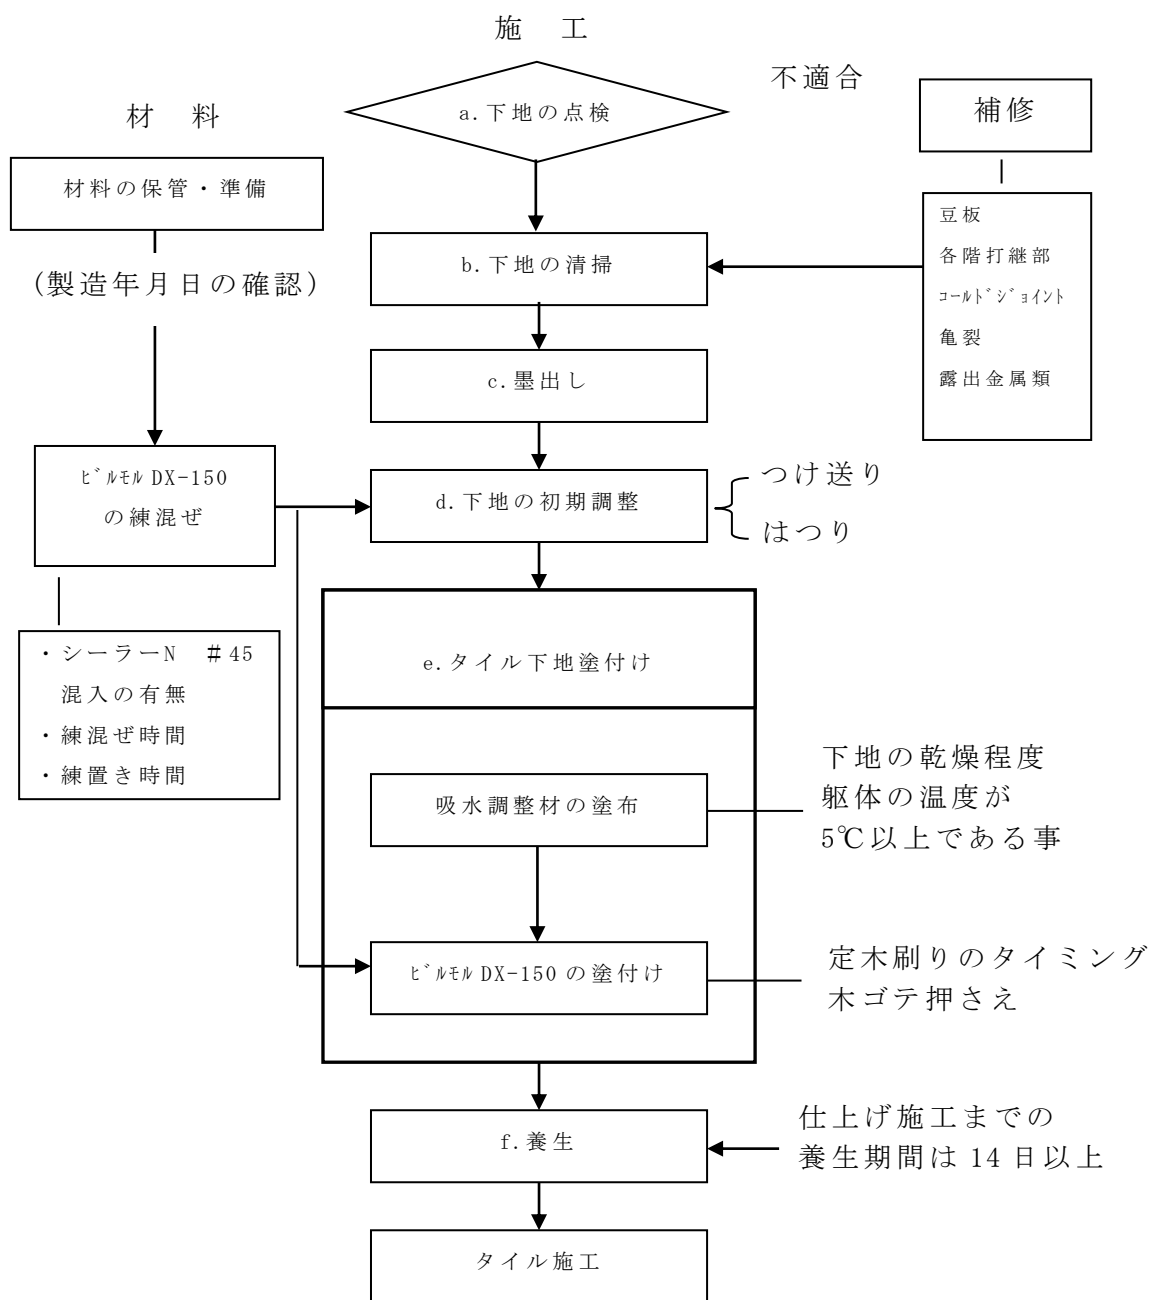 施　工
不適合
a.下地の点検
補修
材　料
材料の保管・準備
豆板
b.下地の清掃
各階打継部
(製造年月日の確認)
ｺｰﾙﾄﾞｼﾞｮｲﾝﾄ
亀裂
c.墨出し
露出金属類
ﾋﾞﾙﾓﾙ DX-150
の練混ぜ
d.下地の初期調整
つけ送り
はつり
・シーラーN　＃45
混入の有無
・練混ぜ時間
・練置き時間
e.タイル下地塗付け
吸水調整材の塗布
下地の乾燥程度
躯体の温度が
5℃以上である事
ﾋﾞﾙﾓﾙ DX-150 の塗付け
定木刷りのタイミング
木ゴテ押さえ
f.養生
仕上げ施工までの
養生期間は 14 日以上
タイル施工